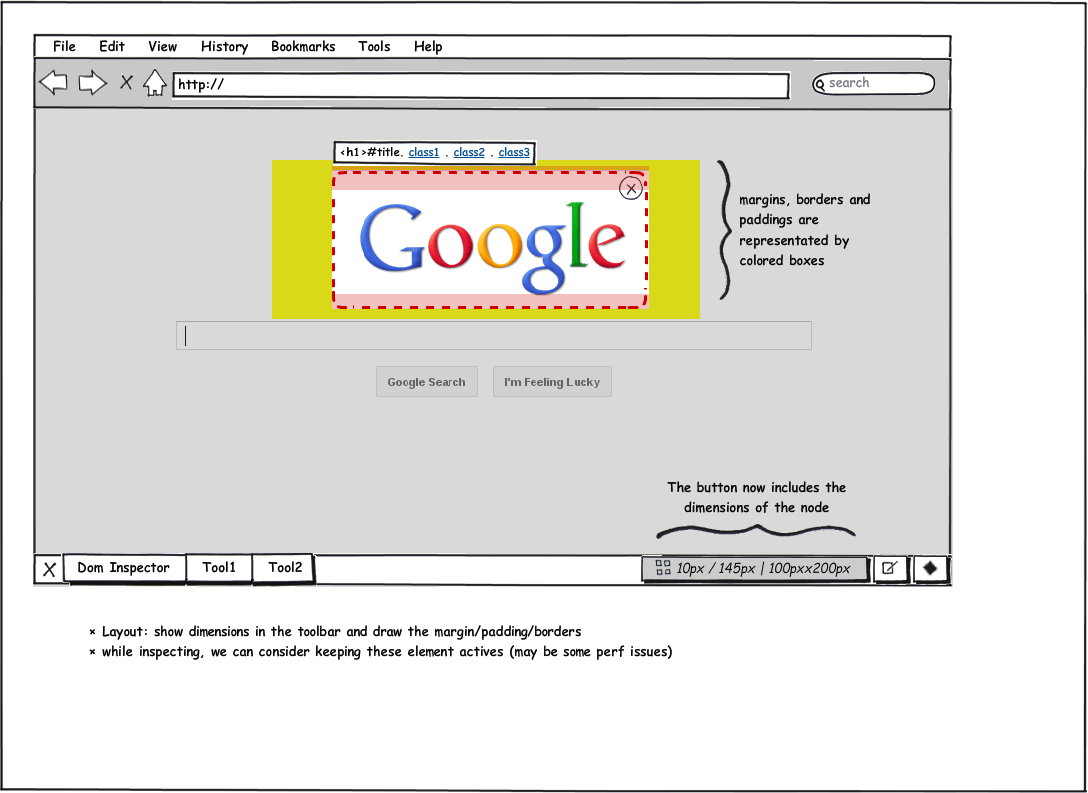 File Edit View History Bookmarks Tools Help
http://
search
<h1>#title. class1 . class2 . class3
Google
margins, borders and
paddings are
representated by
colored boxes
Google Search I'm Feeling Lucky
The button now includes the
dimensions of the node
X Dom Inspector Tool1 Tool2 10px / 145px | 100pxx200px
× Layout: show dimensions in the toolbar and draw the margin/padding/borders
× while inspecting, we can consider keeping these element actives (may be some perf issues)